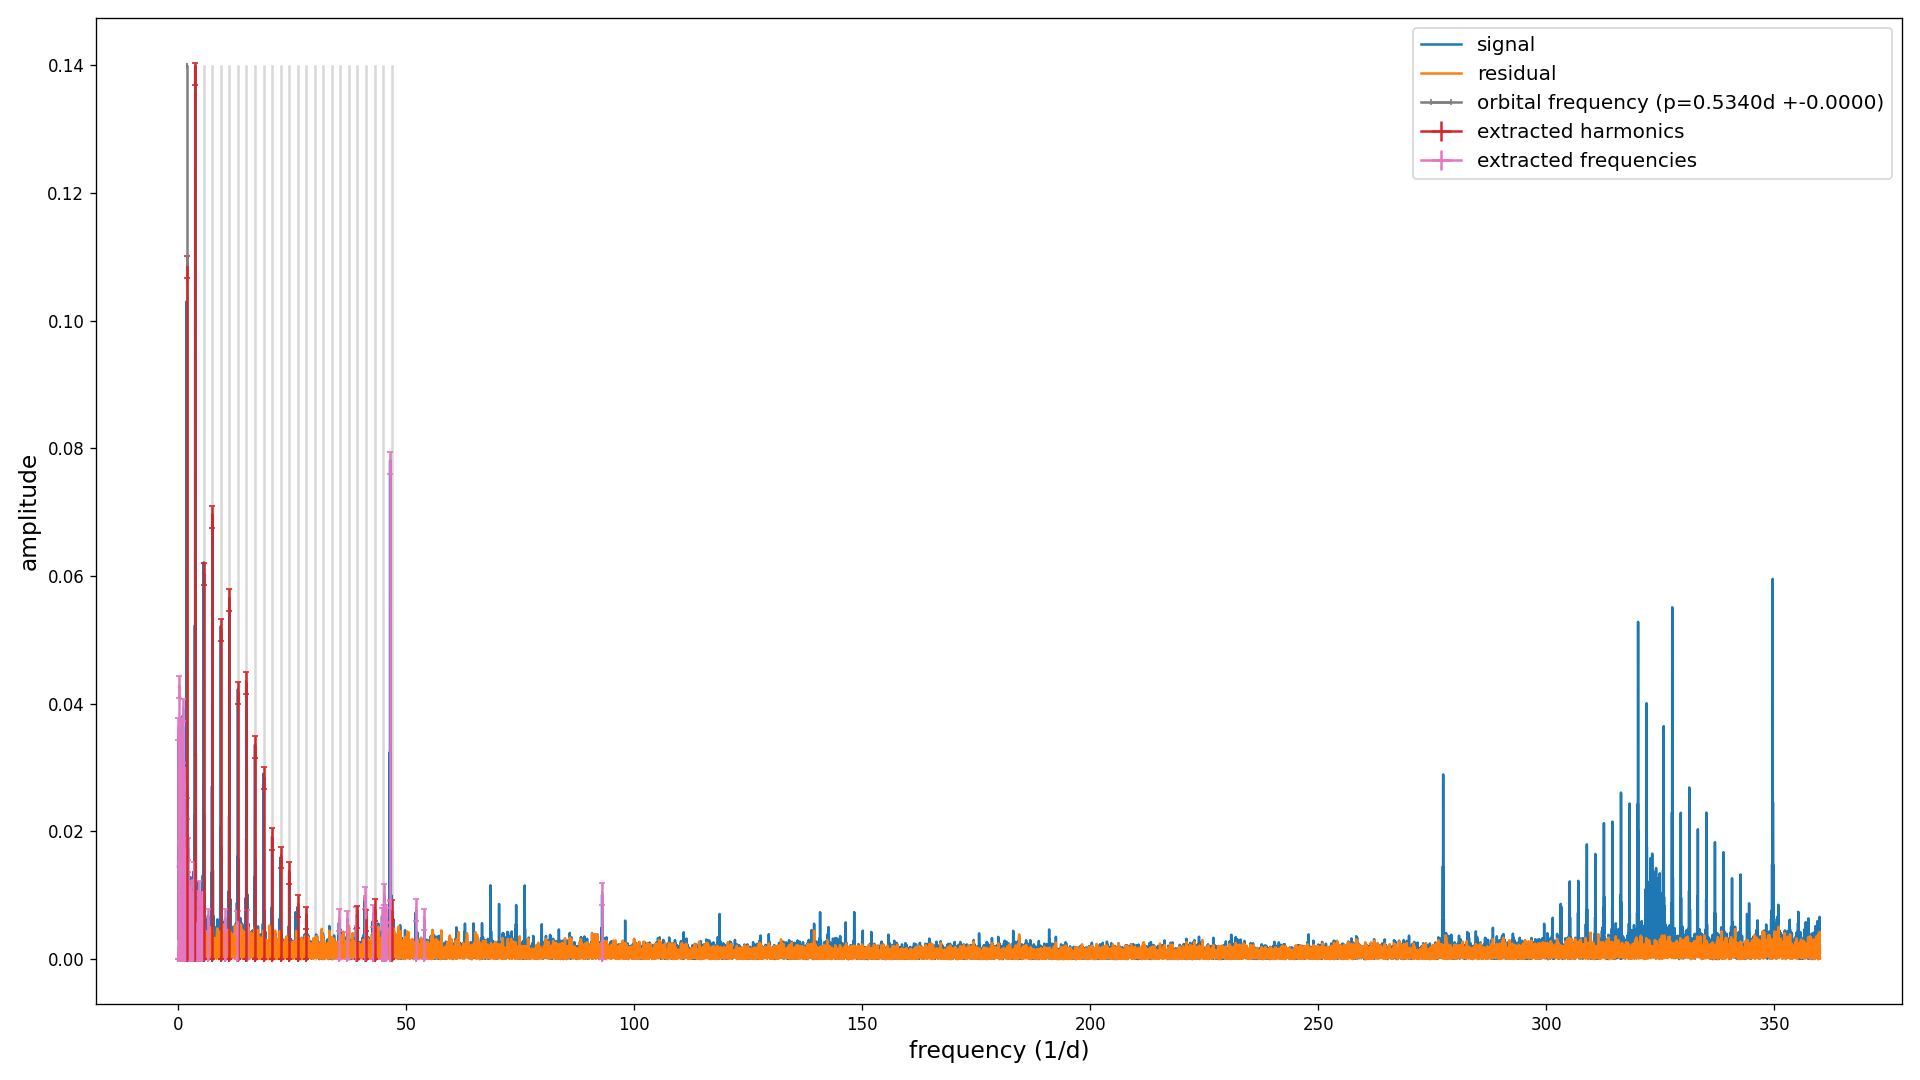 0.14
0.12
0.10
0.08
0.06
0.04
0.02
0.00
amplitude
0
50
100
150
200
250
300
350
frequency (1/d)
signal
residual
orbital frequency (p=0.5340d +-0.0000)
extracted harmonics
extracted frequencies